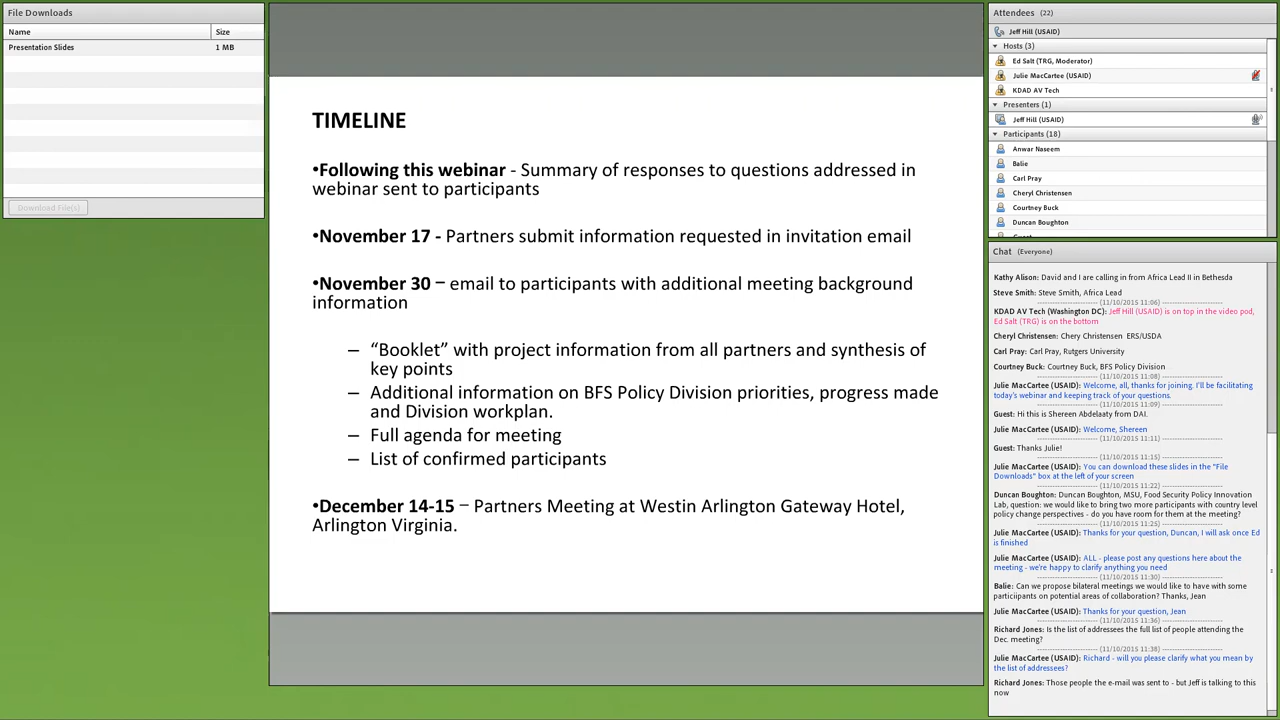 File Downloads
Name Size
Presentation Slides 1 MB
Download File(s)
TIMELINE
•Following this webinar - Summary of responses to questions addressed in
webinar sent to participants
•November 17 - Partners submit information requested in invitation email
•November 30 – email to participants with additional meeting background
information
– “Booklet” with project information from all partners and synthesis of
key points
– Additional information on BFS Policy Division priorities, progress made
and Division workplan.
– Full agenda for meeting
– List of confirmed participants
•December 14-15 – Partners Meeting at Westin Arlington Gateway Hotel,
Arlington Virginia.
Attendees (22)
Jeff Hill (USAID)
Hosts (3)
Ed Salt (TRG, Moderator)
Julie MacCartee (USAID)
KDAD AV Tech
Presenters (1)
Jeff Hill (USAID)
Participants (18)
Anwar Naseem
Balie
Carl Pray
Cheryl Christensen
Courtney Buck
Duncan Boughton
Chat (Everyone)
Kathy Alison: David and I are calling in from Africa Lead II in Bethesda
Steve Smith: Steve Smith, Africa Lead
(11/10/2015 11:06)
KDAD AV Tech (Washington DC): Jeff Hill (USAID) is on top in the video pod,
Ed Salt (TRG) is on the bottom
Cheryl Christensen: Chery Christensen ERS/USDA
Carl Pray: Carl Pray, Rutgers University
Courtney Buck: Courtney Buck, BFS Policy Division
(11/10/2015 11:08)
Julie MacCartee (USAID): Welcome, all, thanks for joining. I'll be facilitating
today's webinar and keeping track of your questions.
(11/10/2015 11:09)
Guest: Hi this is Shereen Abdelaaty from DAI.
Julie MacCartee (USAID): Welcome, Shereen
(11/10/2015 11:11)
Guest: Thanks Julie!
(11/10/2015 11:15)
Julie MacCartee (USAID): You can download these slides in the "File
Downloads" box at the left of your screen
(11/10/2015 11:22)
Duncan Boughton: Duncan Boughton, MSU, Food Security Policy Innovation
Lab, question: we would like to bring two more participants with country level
policy change perspectives - do you have room for them at the meeting?
(11/10/2015 11:25)
Julie MacCartee (USAID): Thanks for your question, Duncan, I will ask once Ed
is finished
Julie MacCartee (USAID): ALL - please post any questions here about the
meeting - we're happy to clarify anything you need
(11/10/2015 11:30)
Balie: Can we propose bilateral meetings we would like to have with some
particiipants on potential areas of collaboration? Thanks, Jean
Julie MacCartee (USAID): Thanks for your question, Jean
(11/10/2015 11:36)
Richard Jones: Is the list of addressees the full list of people attending the
Dec. meeting?
(11/10/2015 11:38)
Julie MacCartee (USAID): Richard - will you please clarify what you mean by
the list of addressees?
Richard Jones: Those people the e-mail was sent to - but Jeff is talking to this
now